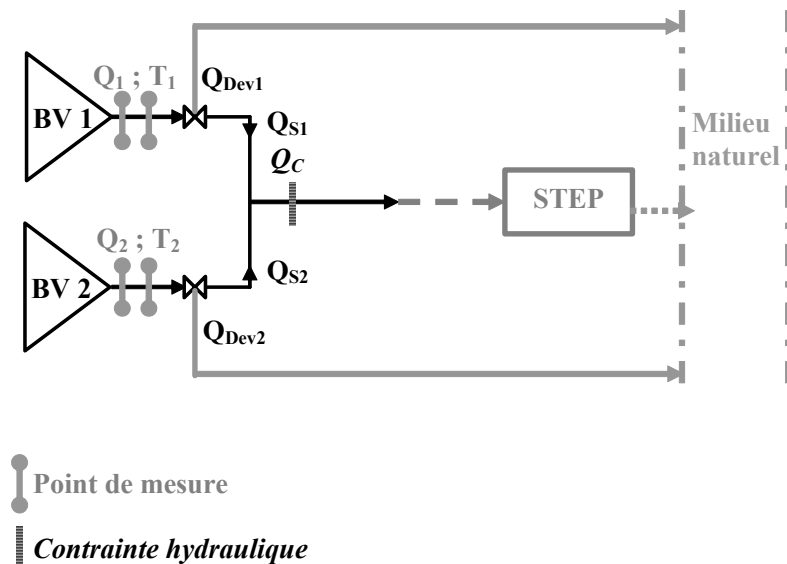 Q1 ; T1
QDev1
BV 1
QS1
QC
Milieu
naturel
STEP
Q2 ; T2
QS2
BV 2
QDev2
Point de mesure
Contrainte hydraulique